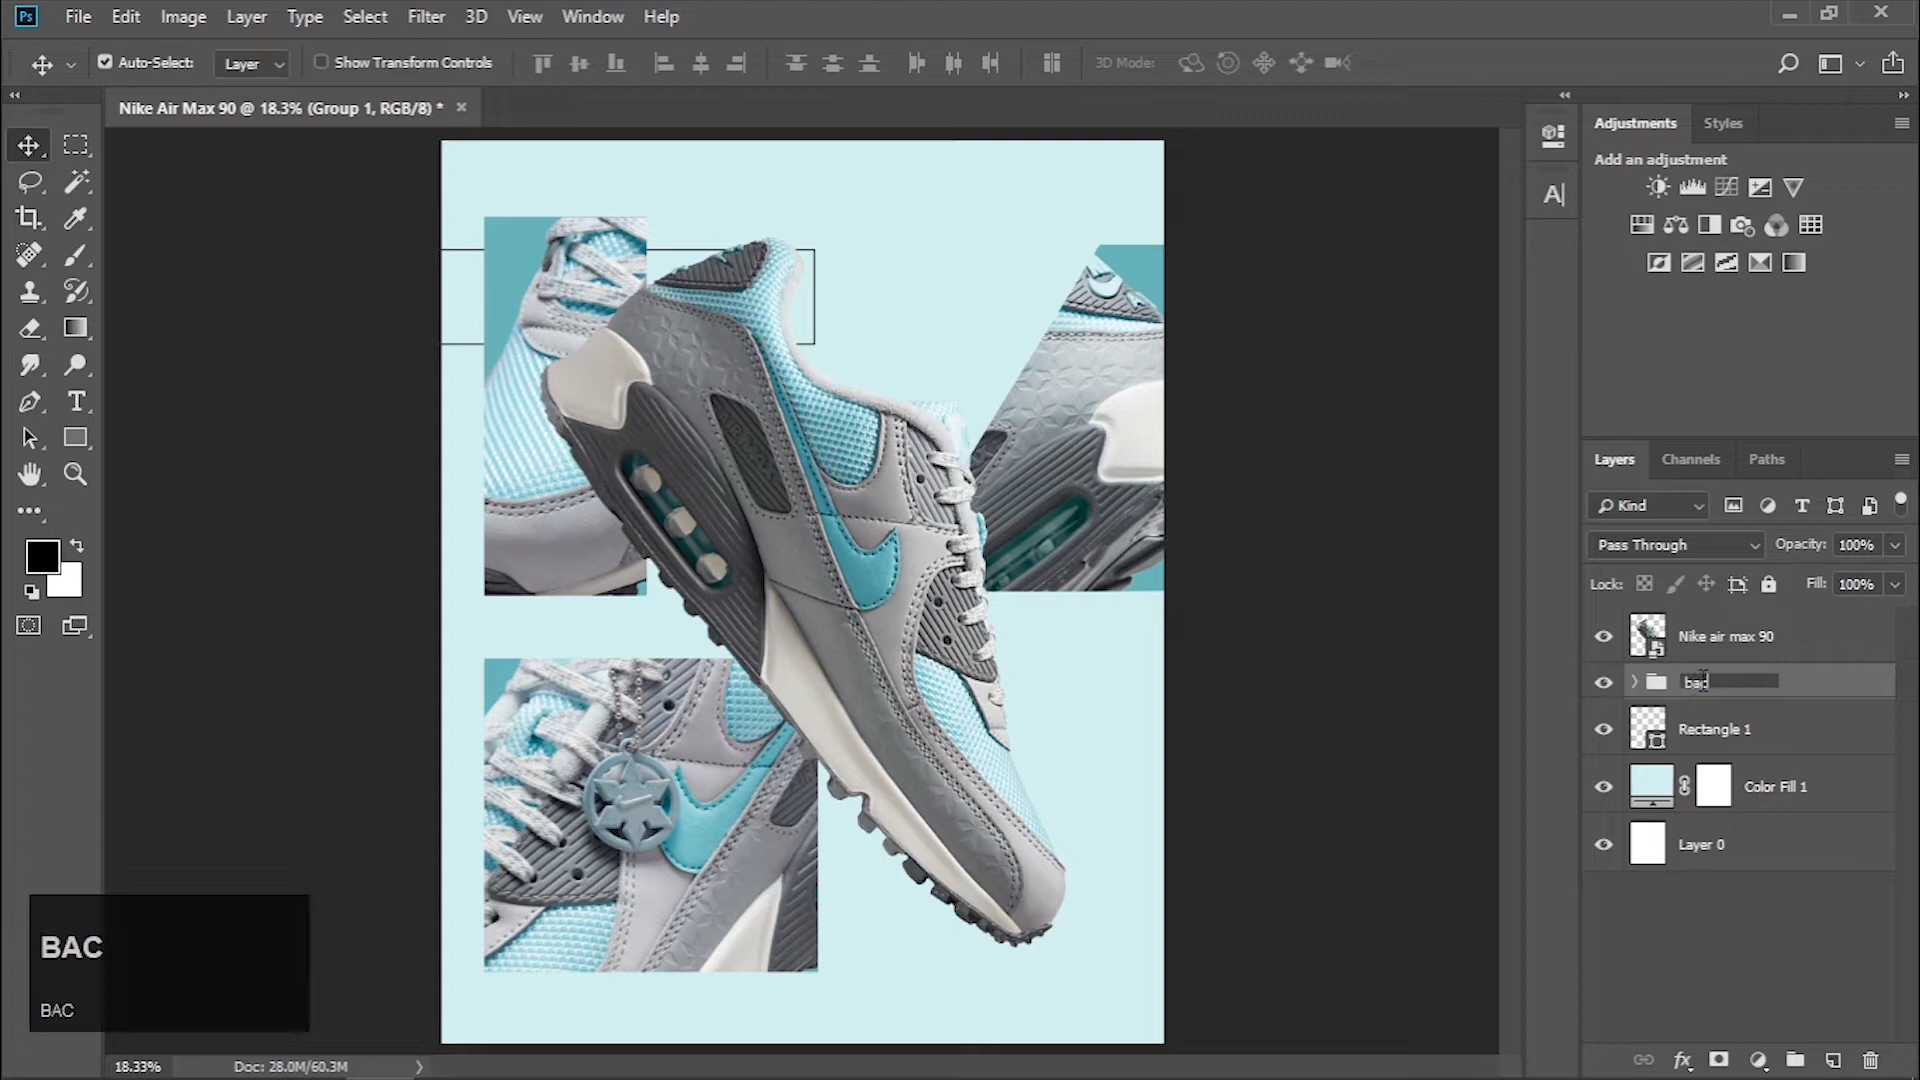 Ps File Edit Image Layer Type Select Filter 3D View Window Help
Auto-Select: Layer Show Transform Controls 3D Mode:
Nike Air Max 90 @ 18.3% (Group 1, RGB/8) *
Adjustments Styles
Add an adjustment
Layers Channels Paths
Kind
Pass Through Opacity: 100%
Lock: Fill: 100%
Nike air max 90
bac
Rectangle 1
Color Fill 1
Layer 0
BAC
BAC
18.33% Doc: 28.0M/60.3M